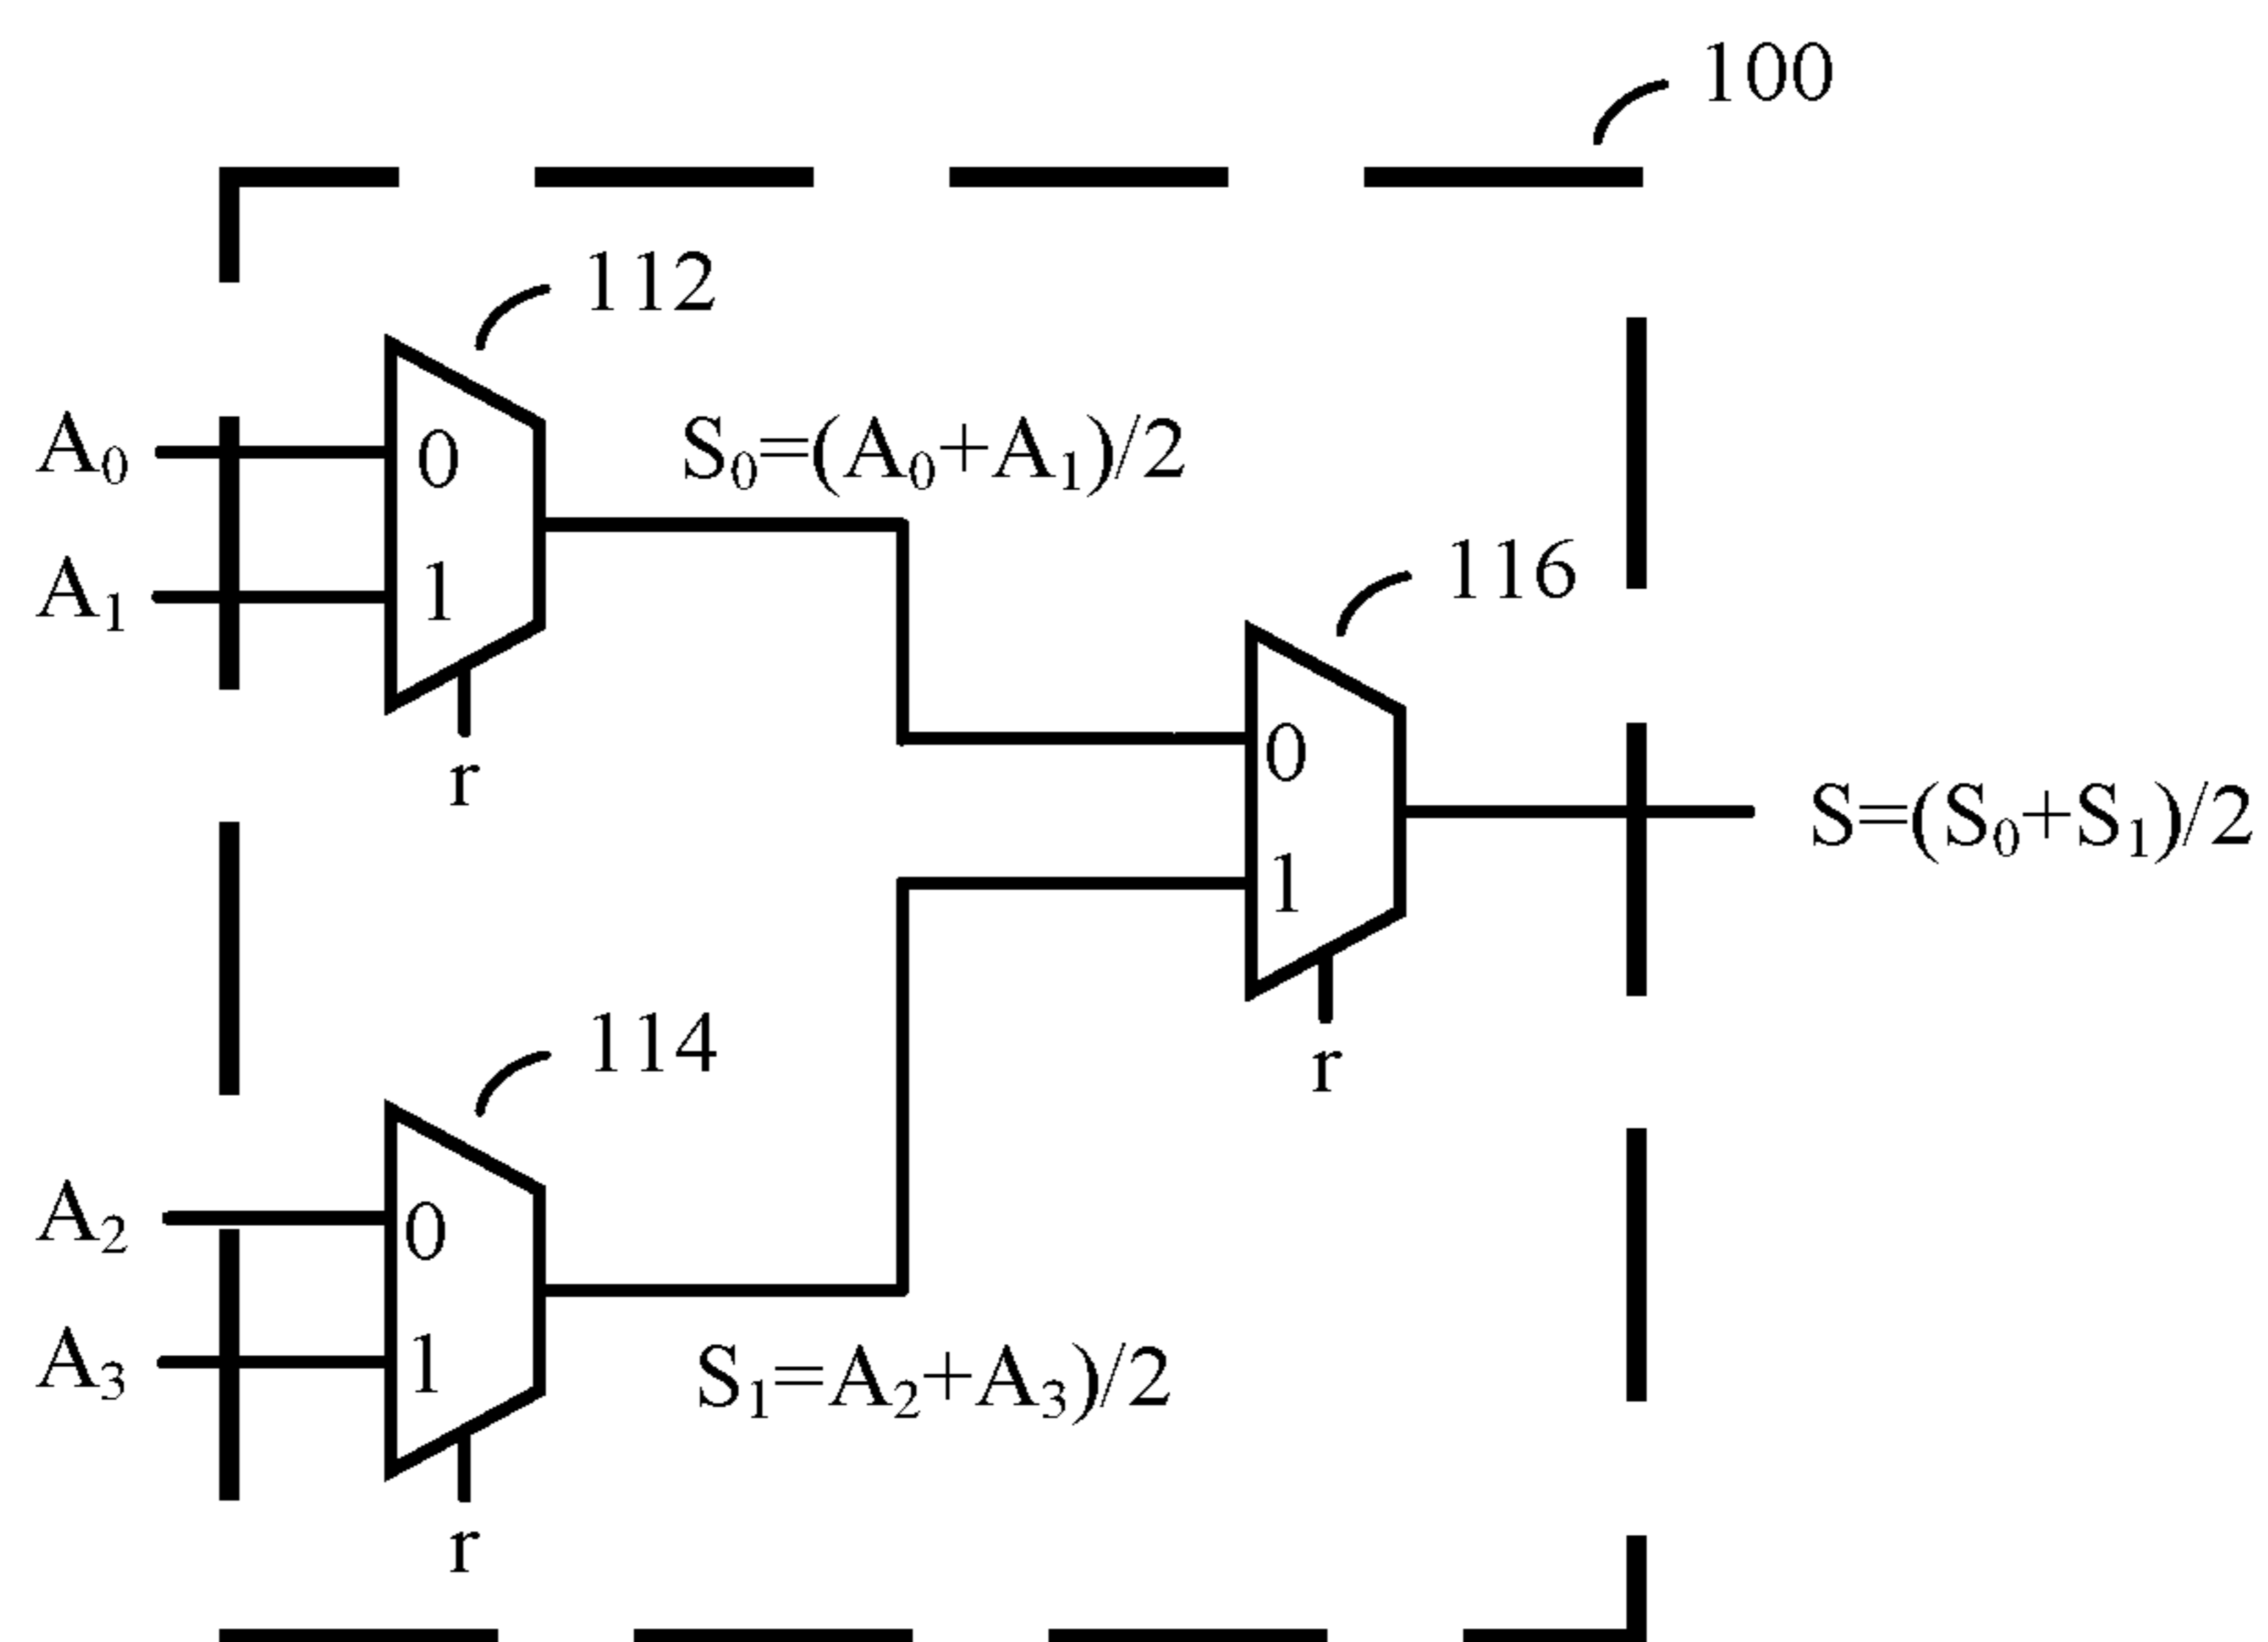 100
112
A₀
0
S₀=(A₀+A₁)/2
A₁
1
116
r
0
S=(S₀+S₁)/2
1
114
r
A₂
0
A₃
1
S₁=A₂+A₃)/2
r